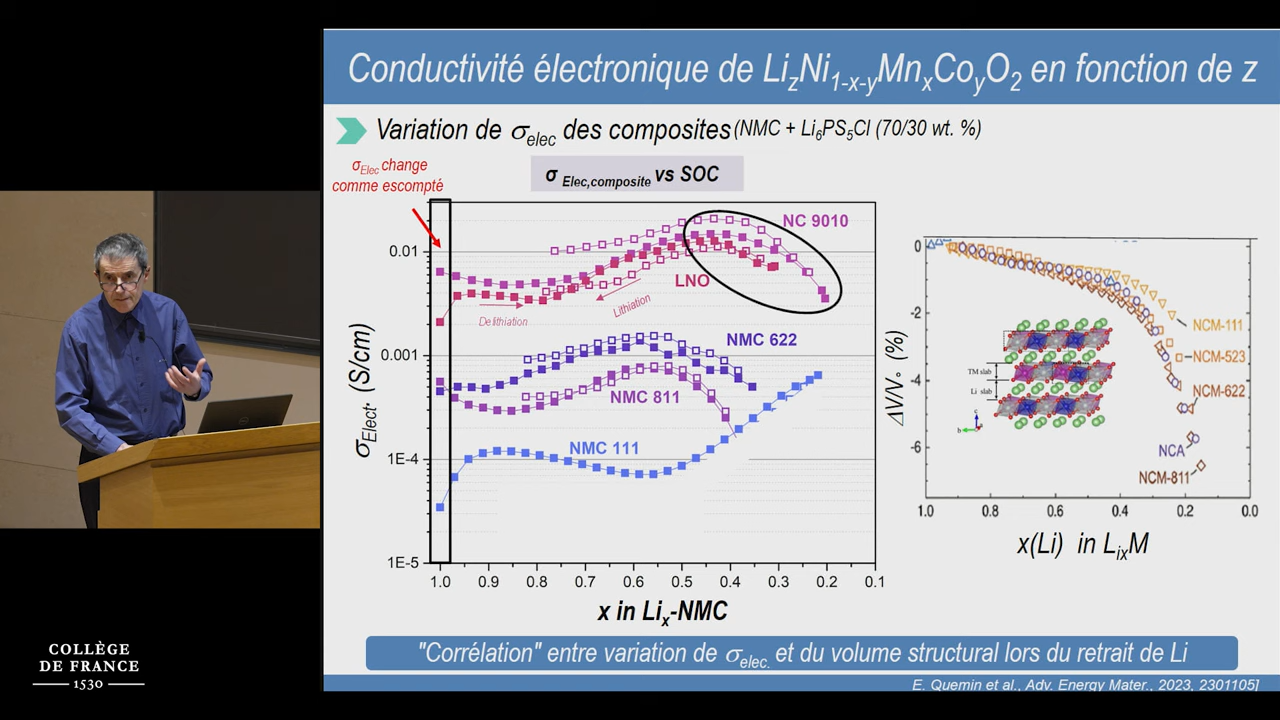 Conductivité électronique de LizNi1-x-yMnxCoyO2 en fonction de z
Variation de σelec des composites (NMC + Li6PS5Cl (70/30 wt. %)
σElec change
comme escompté
σ Elec,composite vs SOC
NC 9010
LNO
Delithiation
Lithiation
NMC 622
NMC 811
NMC 111
σElect. (S/cm)
0.01
0.001
1E-4
1E-5
1.0 0.9 0.8 0.7 0.6 0.5 0.4 0.3 0.2 0.1
x in Lix-NMC
ΔV/V° (%)
0
-2
-4
-6
TM slab
Li slab
c
b
a
NCM-111
NCM-523
NCM-622
NCA
NCM-811
1.0 0.8 0.6 0.4 0.2 0.0
x(Li) in LixM
"Corrélation" entre variation de σelec. et du volume structural lors du retrait de Li
E. Quemin et al., Adv. Energy Mater., 2023, 2301105]
COLLÈGE
DE FRANCE
1530